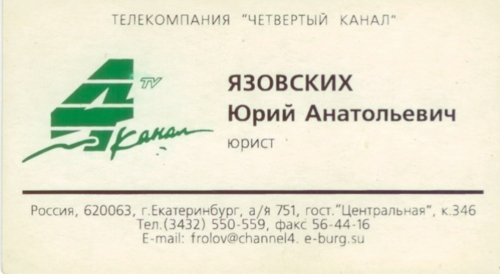 ТЕЛЕКОМПАНИЯ "ЧЕТВЕРТЫЙ КАНАЛ"
4 TV
канал
ЯЗОВСКИХ
Юрий Анатольевич
юрист
Россия, 620063, г.Екатеринбург, а/я 751, гост."Центральная", к.346
Тел.(3432) 550-559, факс 56-44-16
E-mail: frolov@channel4. e-burg.su